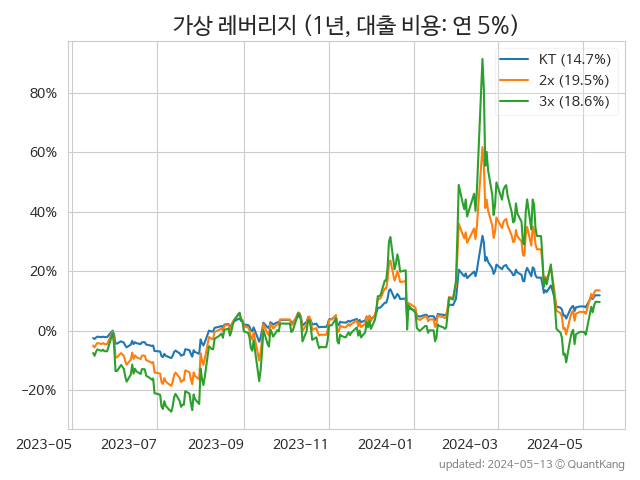 가상 레버리지 (1년, 대출 비용: 연 5%)
KT (14.7%)
2x (19.5%)
3x (18.6%)
80%
60%
40%
20%
0%
−20%
2023-05 2023-07 2023-09 2023-11 2024-01 2024-03 2024-05
updated: 2024-05-13 © QuantKang